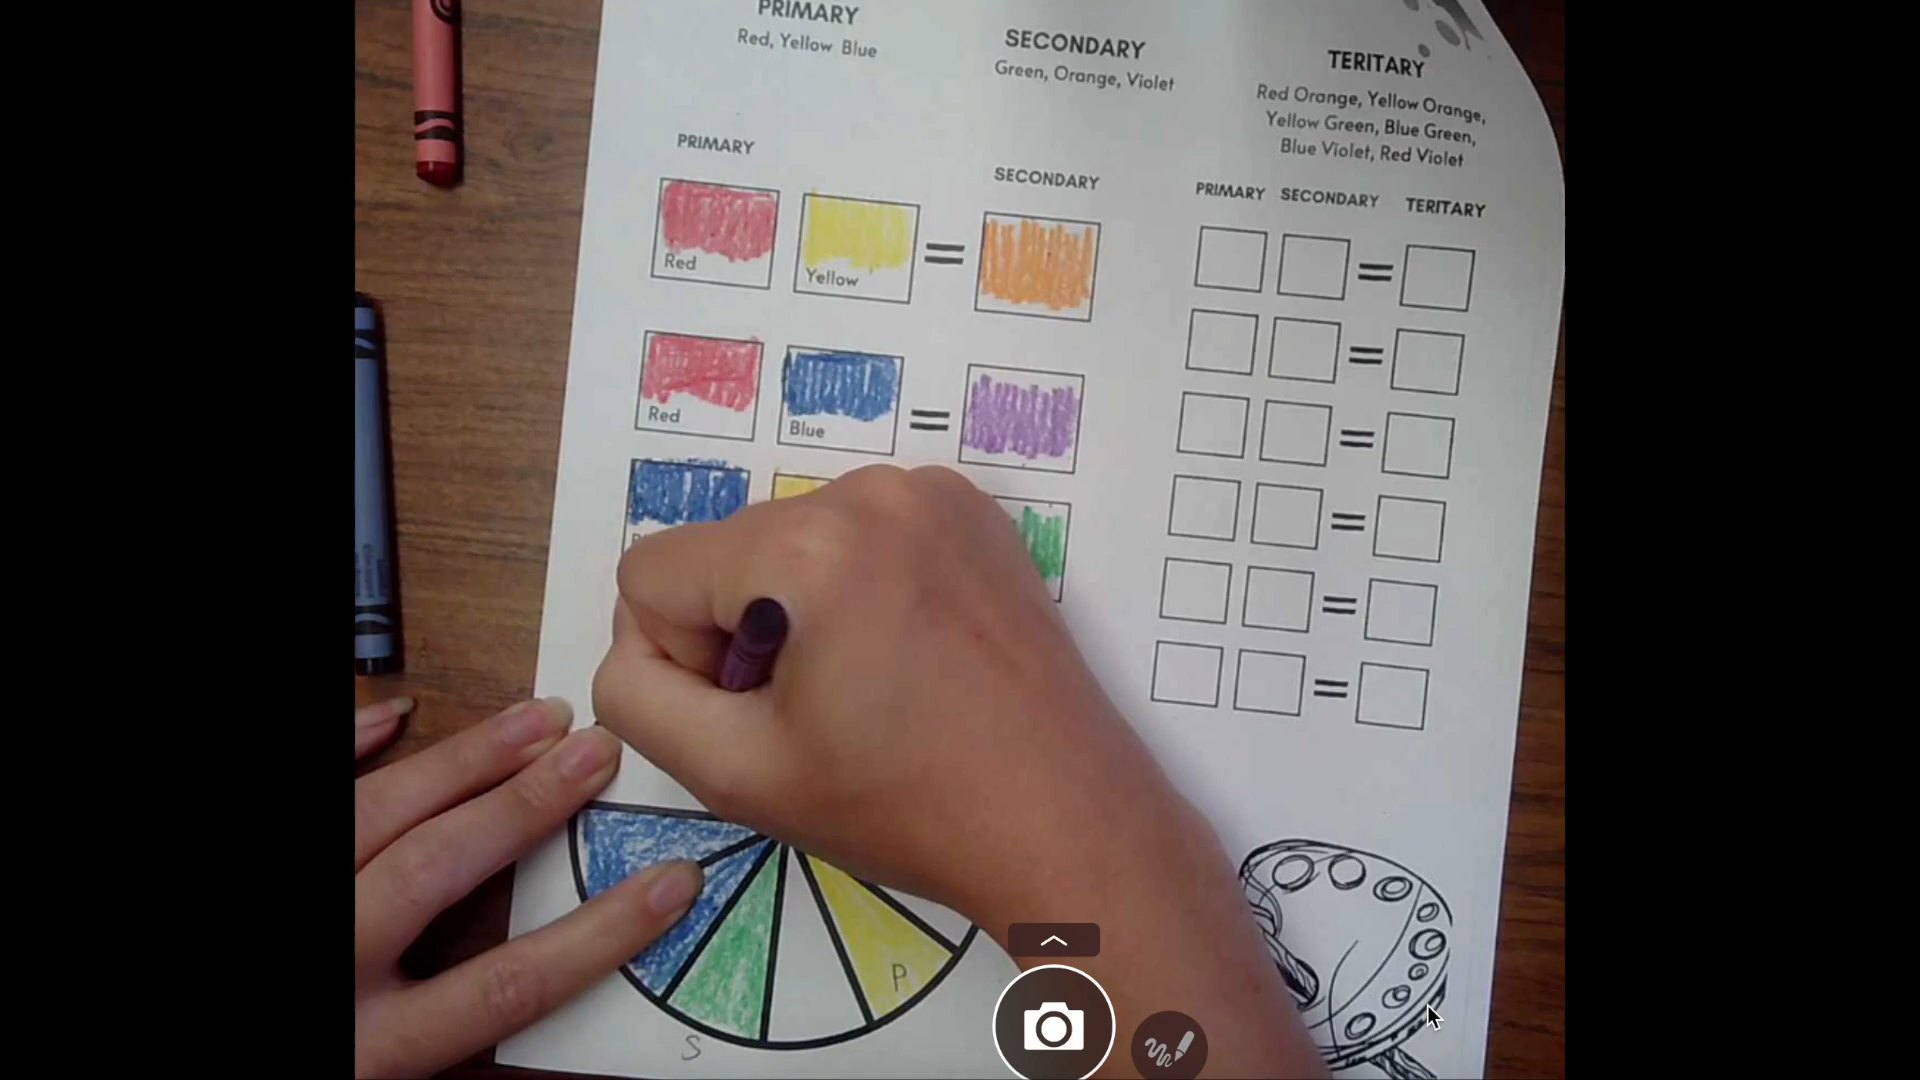 PRIMARY
Red, Yellow Blue
SECONDARY
Green, Orange, Violet
TERITARY
Red Orange, Yellow Orange,
Yellow Green, Blue Green,
Blue Violet, Red Violet
PRIMARY
SECONDARY
PRIMARY SECONDARY TERITARY
Red
Yellow
=
=
Red
Blue
=
=
=
=
=
=
P
S